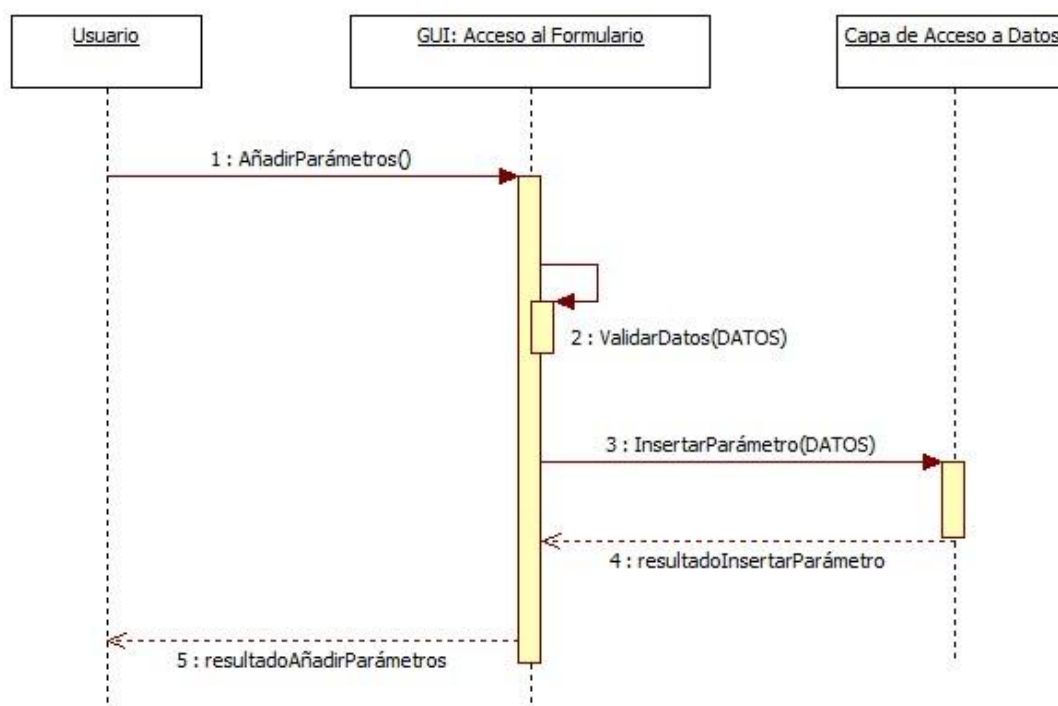 Usuario
GUI: Acceso al Formulario
Capa de Acceso a Datos
1 : AñadirParámetros()
2 : ValidarDatos(DATOS)
3 : InsertarParámetro(DATOS)
4 : resultadoInsertarParámetro
5 : resultadoAñadirParámetros